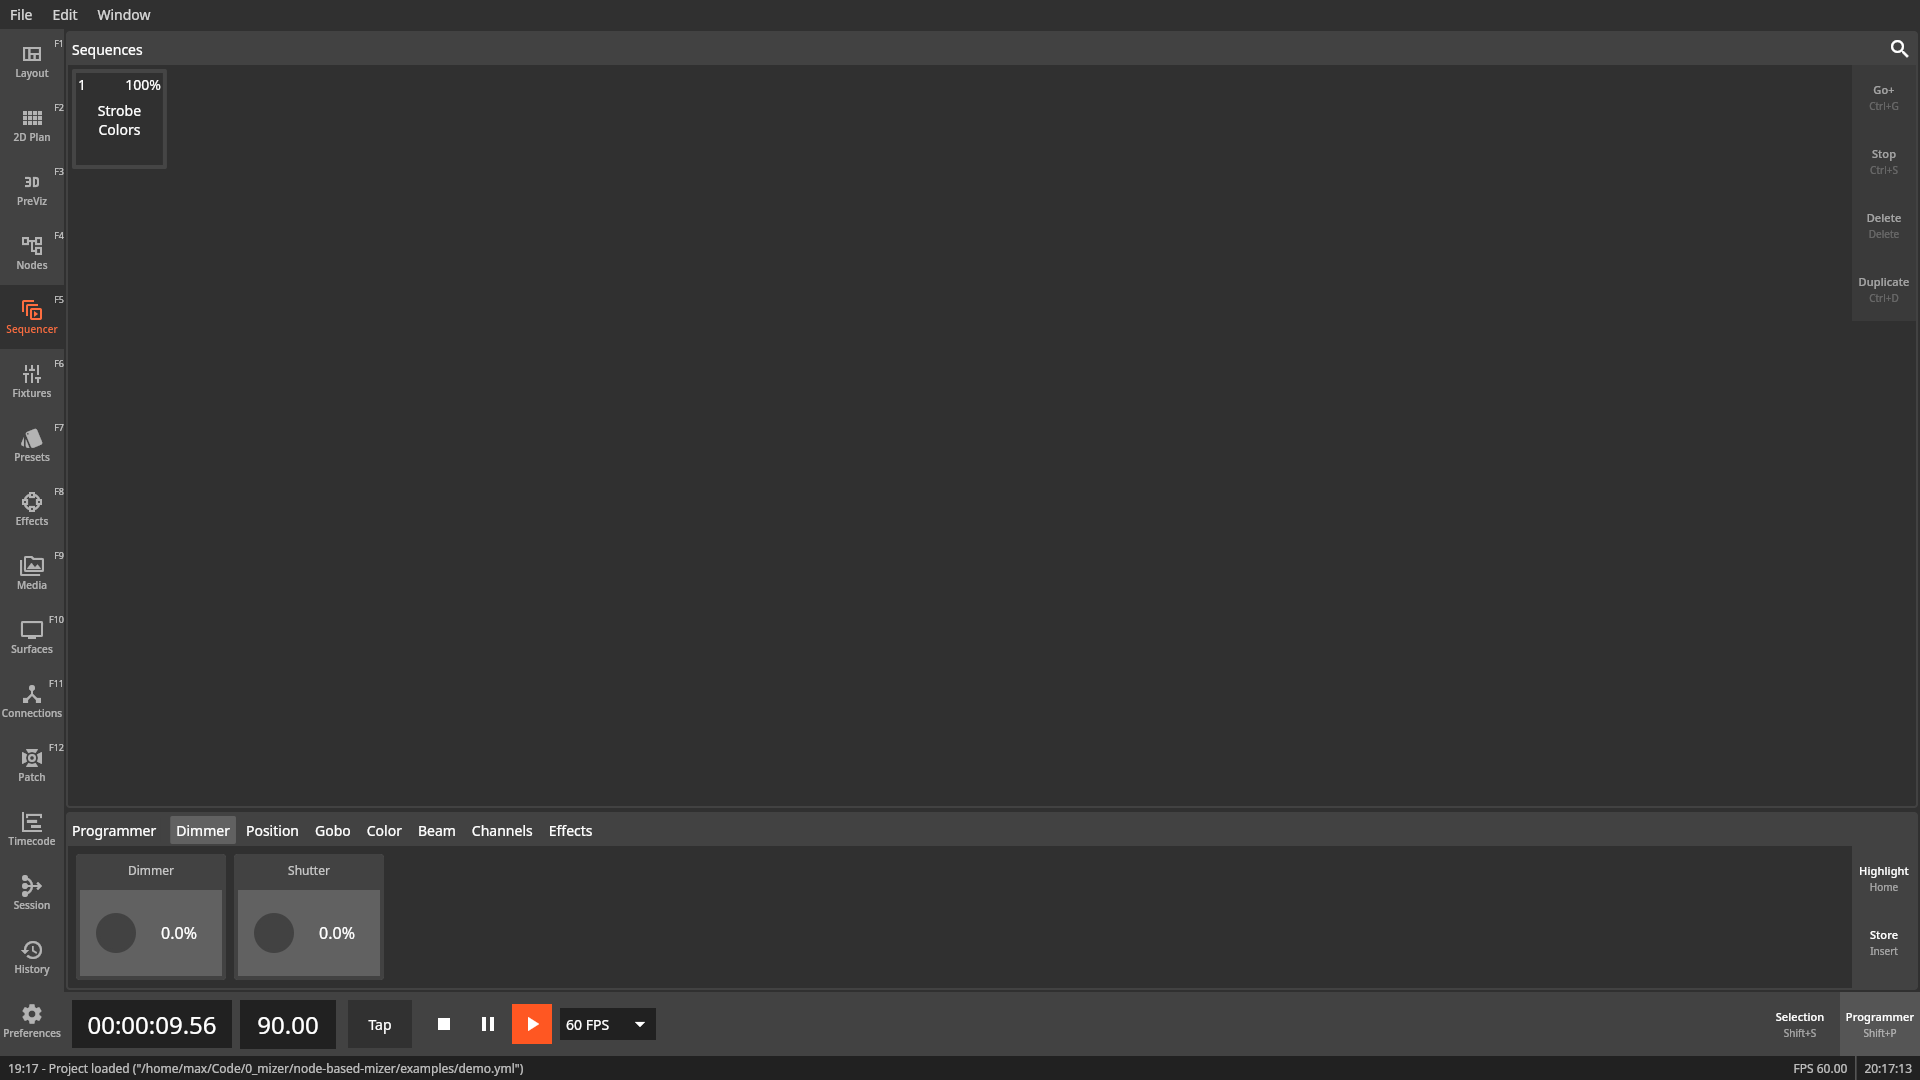 File Edit Window
F1
Layout
F2
2D Plan
F3
3D
PreViz
F4
Nodes
F5
Sequencer
F6
Fixtures
F7
Presets
F8
Effects
F9
Media
F10
Surfaces
F11
Connections
F12
Patch
Timecode
Session
History
Preferences
Sequences
1 100%
Strobe
Colors
Go+
Ctrl+G
Stop
Ctrl+S
Delete
Delete
Duplicate
Ctrl+D
Programmer Dimmer Position Gobo Color Beam Channels Effects
Dimmer
0.0%
Shutter
0.0%
Highlight
Home
Store
Insert
00:00:09.56 90.00 Tap 60 FPS
Selection
Shift+S
Programmer
Shift+P
19:17 - Project loaded ("/home/max/Code/0_mizer/node-based-mizer/examples/demo.yml")
FPS 60.00 20:17:13